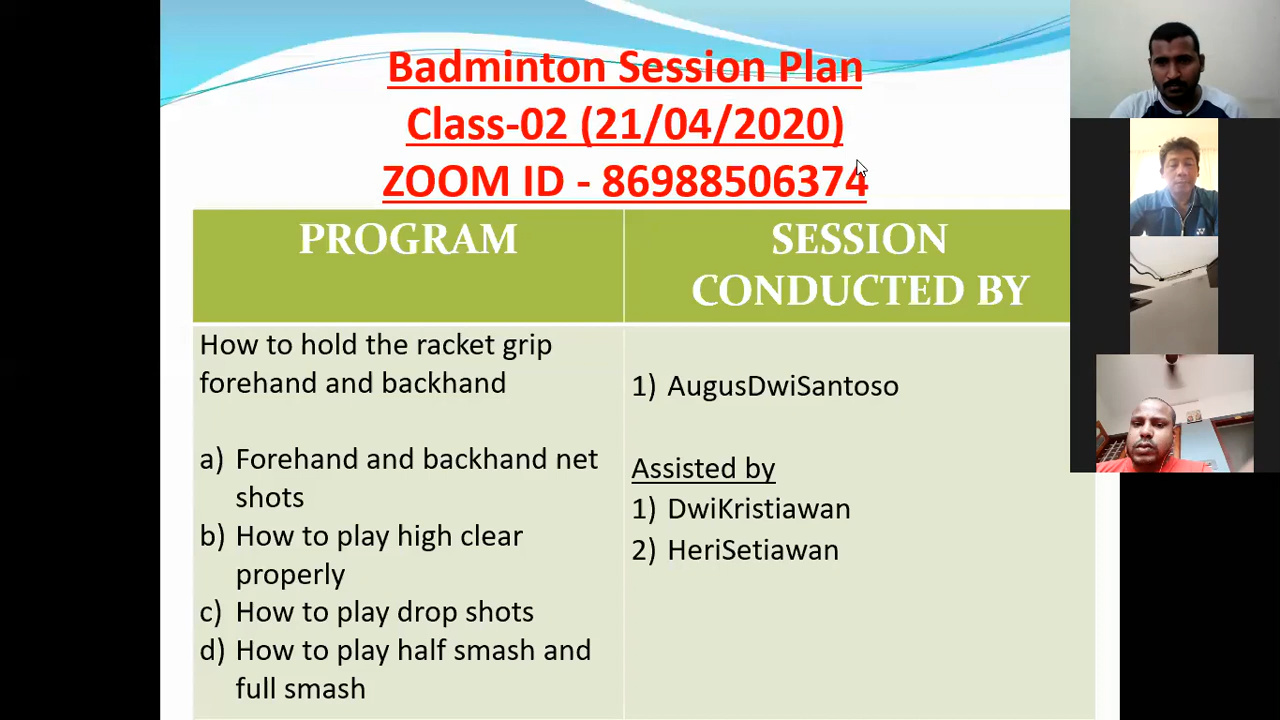 Badminton Session Plan
Class-02 (21/04/2020)
ZOOM ID - 86988506374
PROGRAM
SESSION
CONDUCTED BY
How to hold the racket grip
forehand and backhand
a) Forehand and backhand net
shots
b) How to play high clear
properly
c) How to play drop shots
d) How to play half smash and
full smash
1) AugusDwiSantoso
Assisted by
1) DwiKristiawan
2) HeriSetiawan